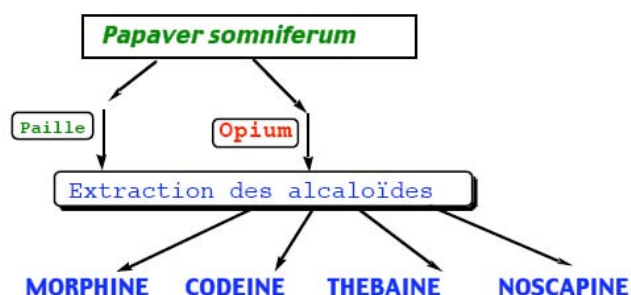 Papaver somniferum
Paille
Opium
Extraction des alcaloïdes
MORPHINE CODEINE THEBAINE NOSCAPINE